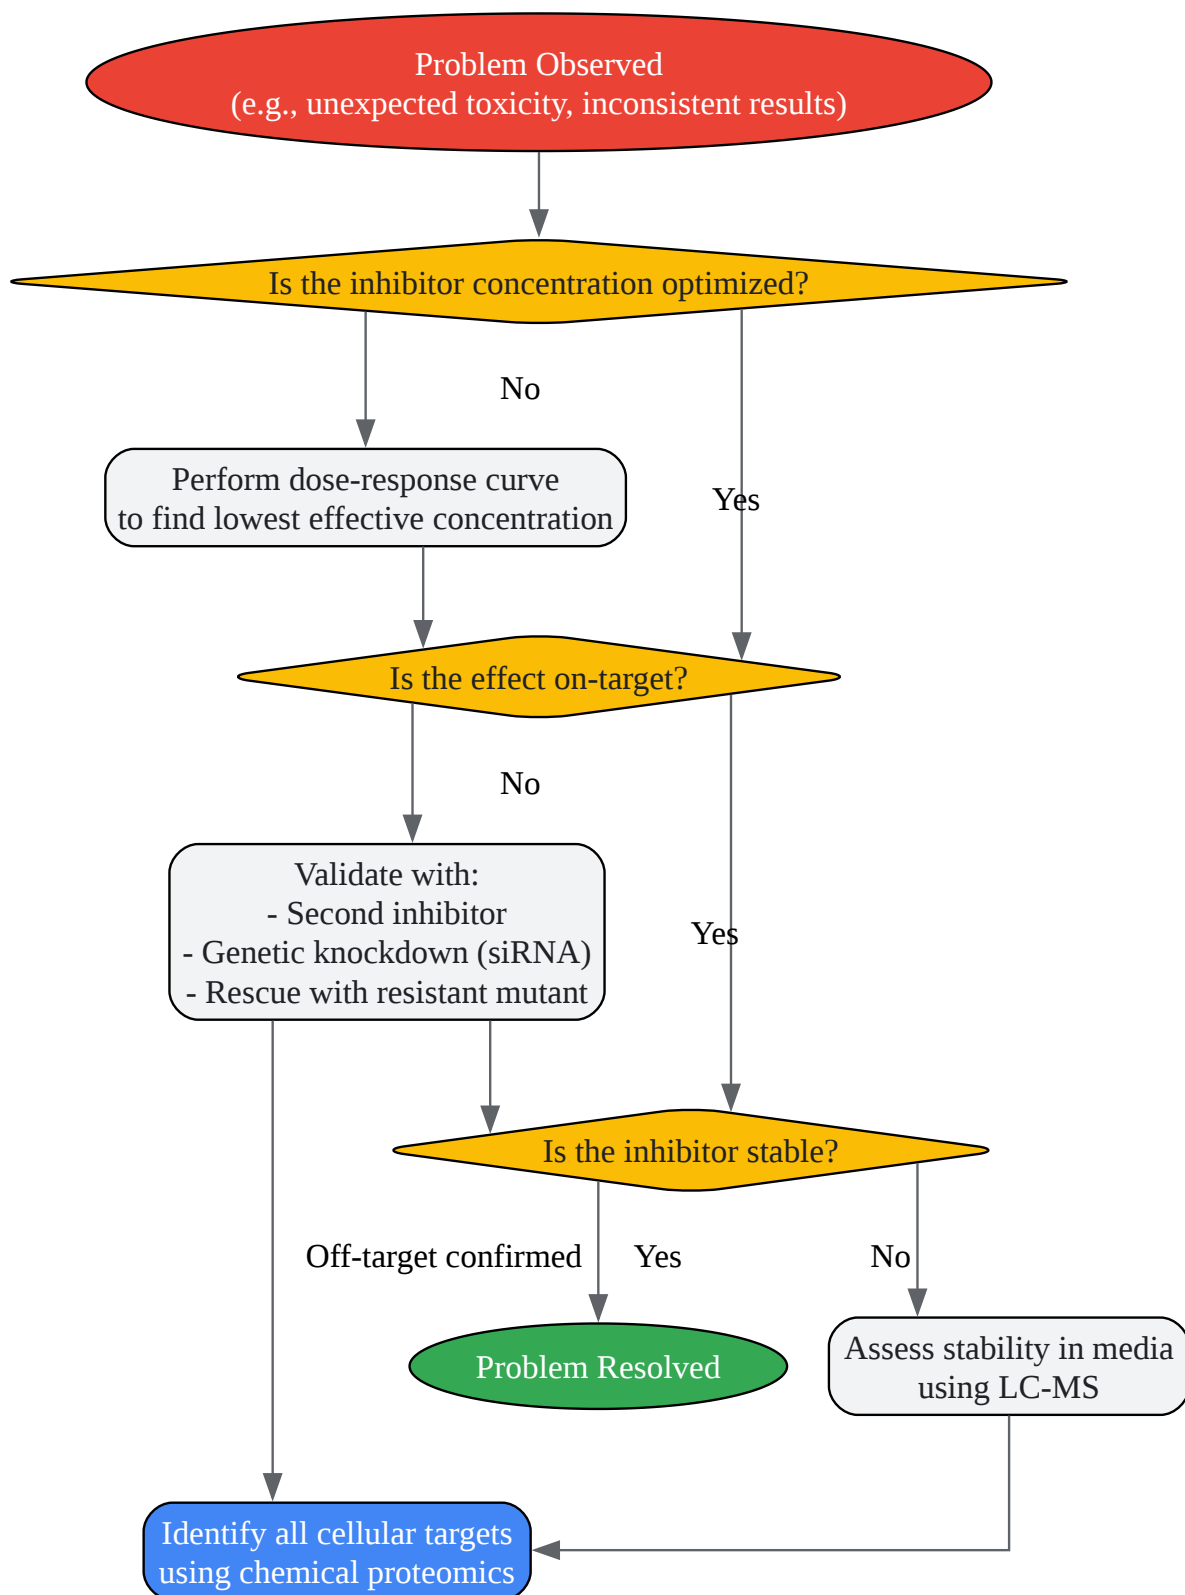 Problem Observed
(e.g., unexpected toxicity, inconsistent results)
Is the inhibitor concentration optimized?
No
Perform dose-response curve
to find lowest effective concentration
Yes
Is the effect on-target?
No
Validate with:
- Second inhibitor
- Genetic knockdown (siRNA)
- Rescue with resistant mutant
Yes
Is the inhibitor stable?
Off-target confirmed
Yes
No
Problem Resolved
Assess stability in media
using LC-MS
Identify all cellular targets
using chemical proteomics